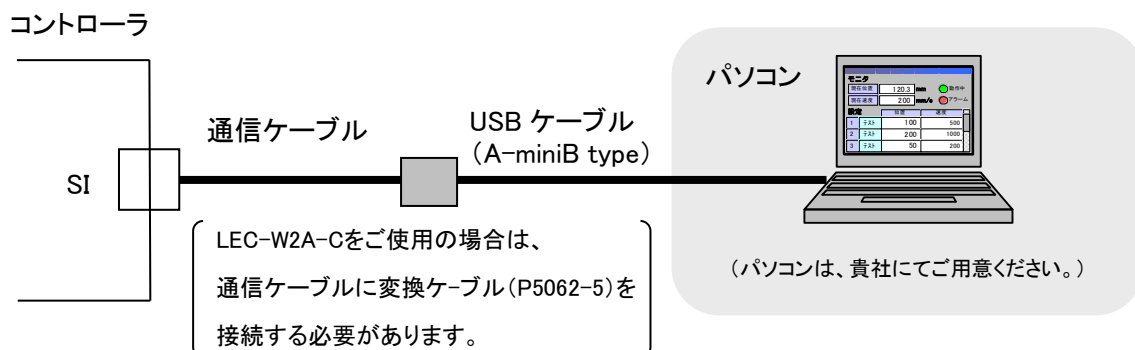 コントローラ
パソコン
モニタ
現在位置 120.3 mm 動作中
現在速度 200 mm/s アラーム
設定 位置 速度
1 テスト 100 500
2 テスト 200 1000
3 テスト 50 200
通信ケーブル
USB ケーブル
（A-miniB type）
SI
LEC-W2A-Cをご使用の場合は、
通信ケーブルに変換ケｰブル（P5062-5）を
接続する必要があります。
（パソコンは、貴社にてご用意ください。）